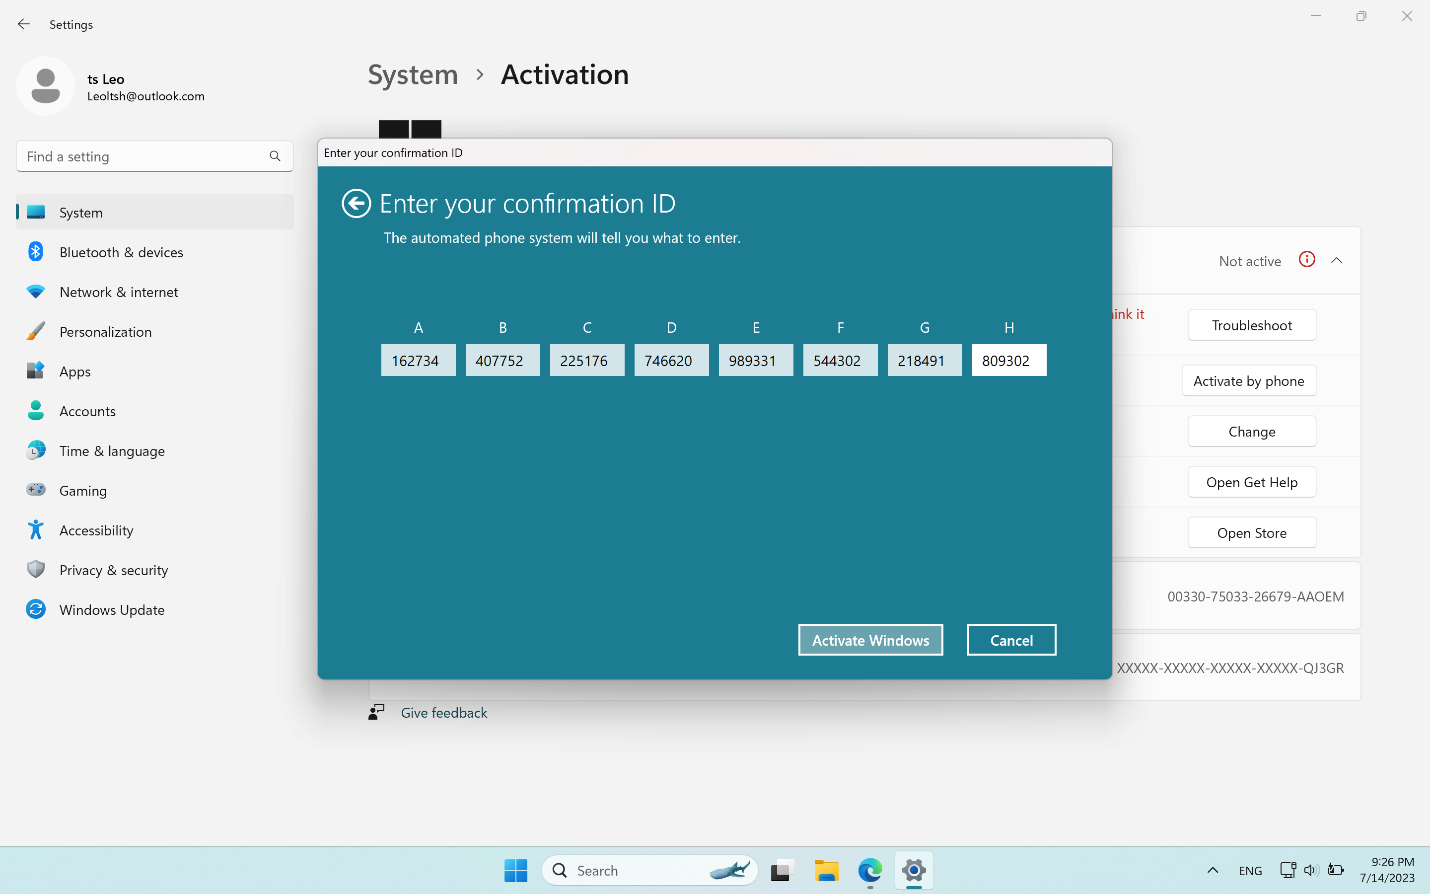 Settings
ts Leo
Leoltsh@outlook.com
Find a setting
System
Bluetooth & devices
Network & internet
Personalization
Apps
Accounts
Time & language
Gaming
Accessibility
Privacy & security
Windows Update
System > Activation
Enter your confirmation ID
Enter your confirmation ID
The automated phone system will tell you what to enter.
A B C D E F G H
162734 407752 225176 746620 989331 544302 218491 809302
Activate Windows Cancel
Not active
ink it
Troubleshoot
Activate by phone
Change
Open Get Help
Open Store
00330-75033-26679-AAOEM
XXXXX-XXXXX-XXXXX-XXXXX-QJ3GR
Give feedback
Search
ENG
9:26 PM
7/14/2023